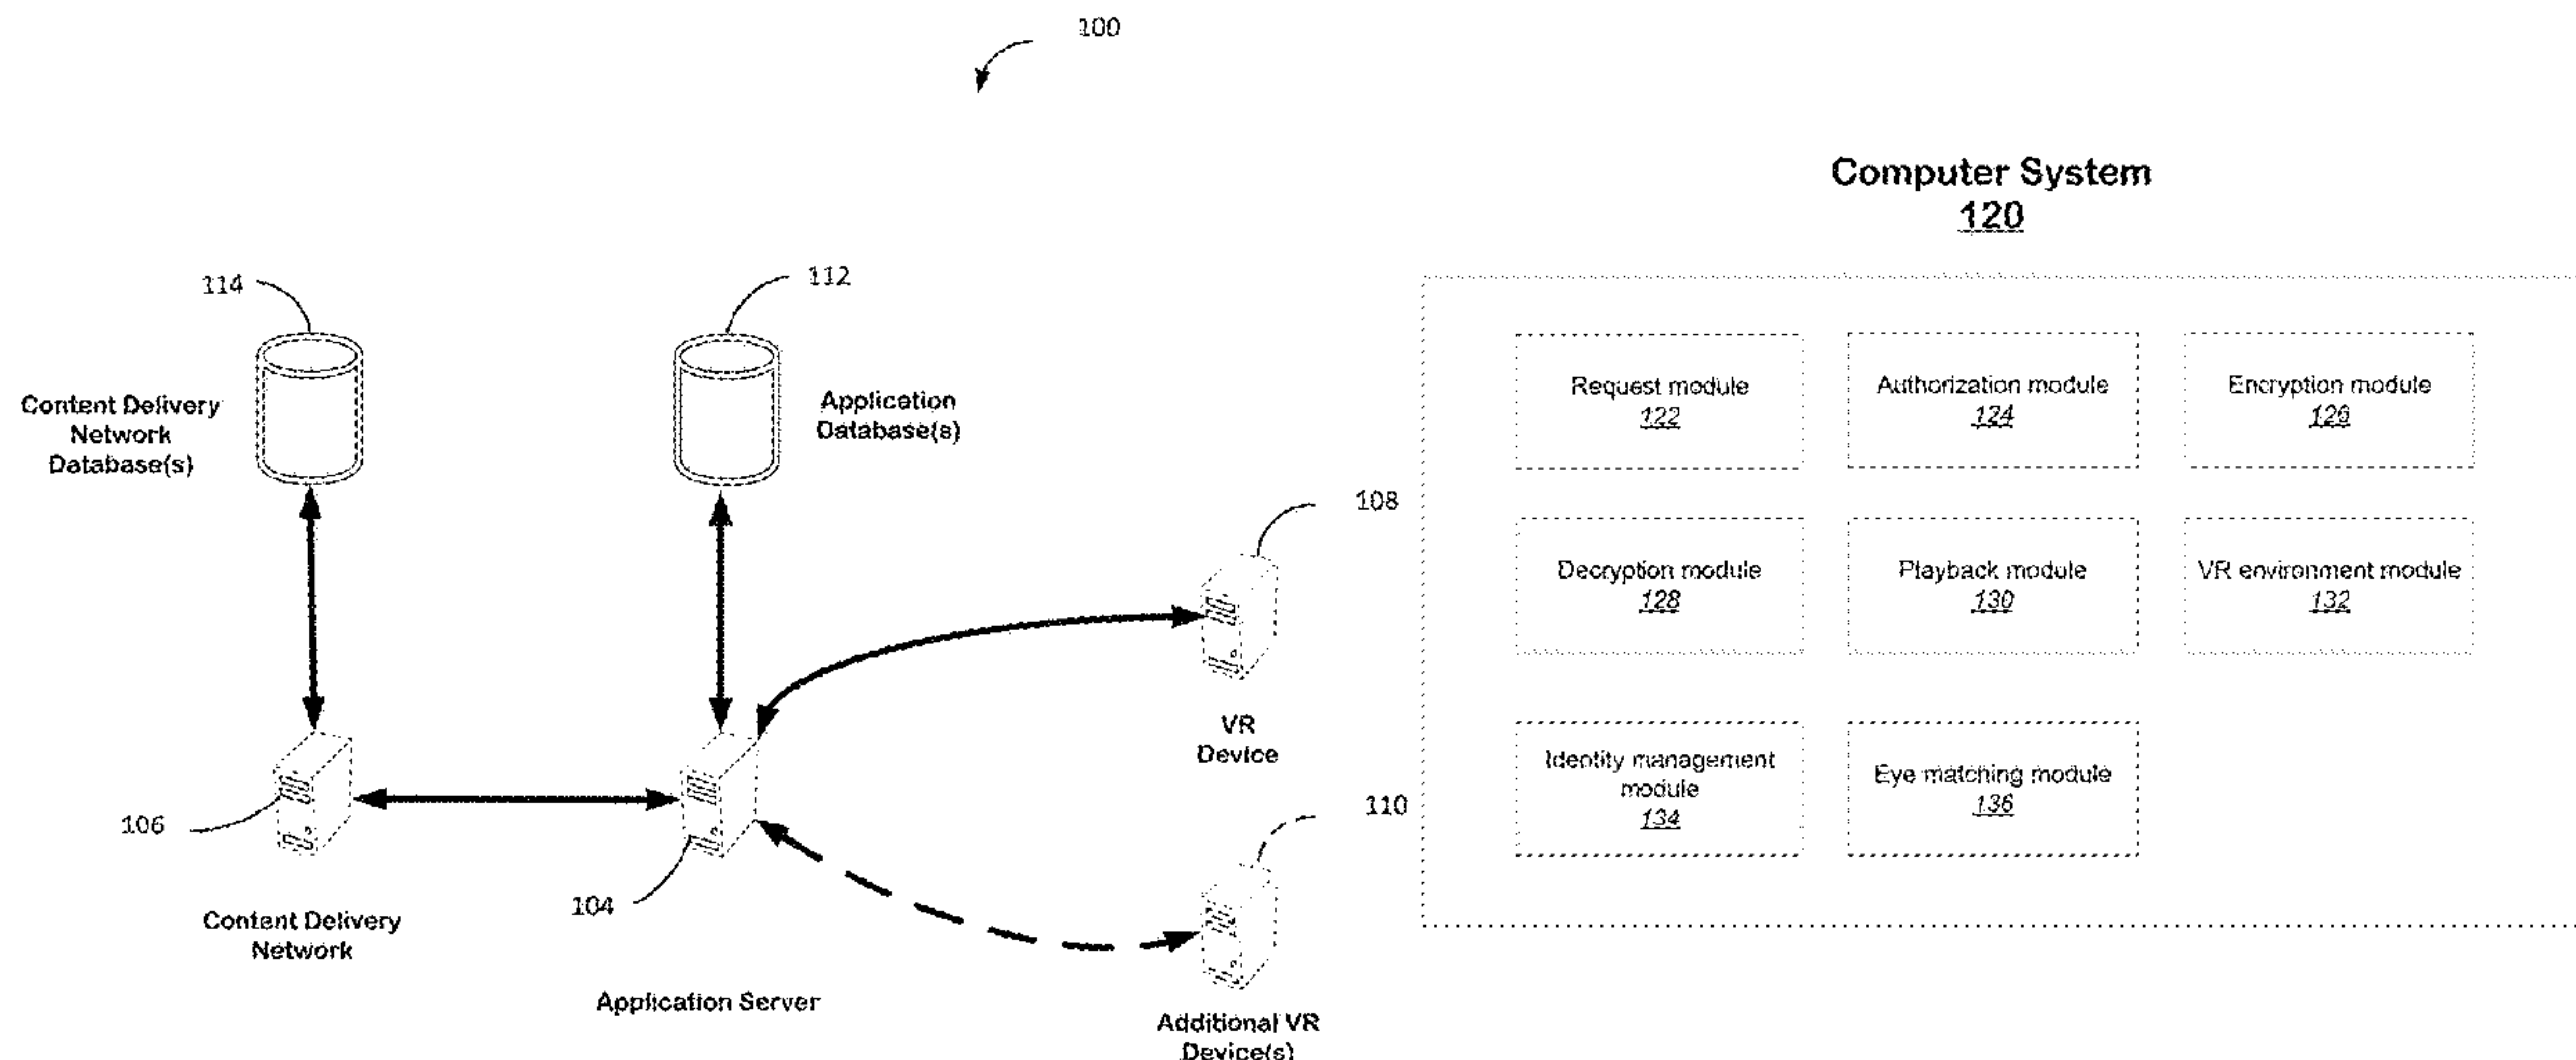 100
Computer System
120
114
112
Content Delivery
Network
Database(s)
Application
Database(s)
Request module
122
Authorization module
124
Encryption module
126
108
Decryption module
128
Playback module
130
VR environment module
132
VR
Device
Identity management
module
134
Eye matching module
136
106
104
110
Content Delivery
Network
Application Server
Additional VR
Device(s)